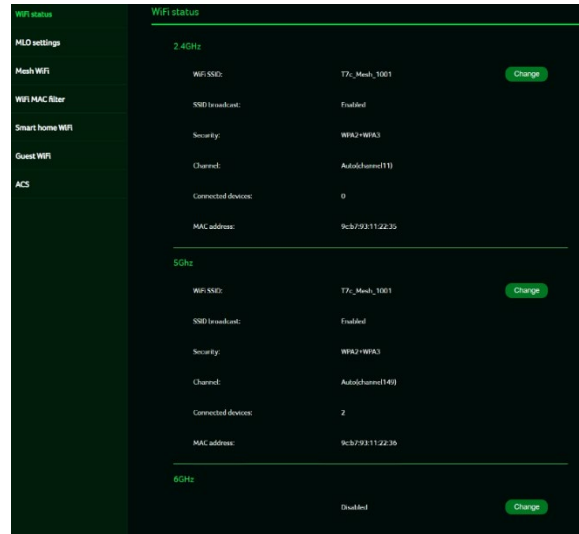 WiFi status
MLO settings
Mesh WiFi
WiFi MAC filter
Smart home WiFi
Guest WiFi
ACS
WiFi status
2.4GHz
WiFi SSID: T7c_Mesh_1001 Change
SSID broadcast: Enabled
Security: WPA2+WPA3
Channel: Auto(channel11)
Connected devices: 0
MAC address: 9c:b7:93:11:22:35
5Ghz
WiFi SSID: T7c_Mesh_1001 Change
SSID broadcast: Enabled
Security: WPA2+WPA3
Channel: Auto(channel149)
Connected devices: 2
MAC address: 9c:b7:93:11:22:36
6GHz
Disabled Change